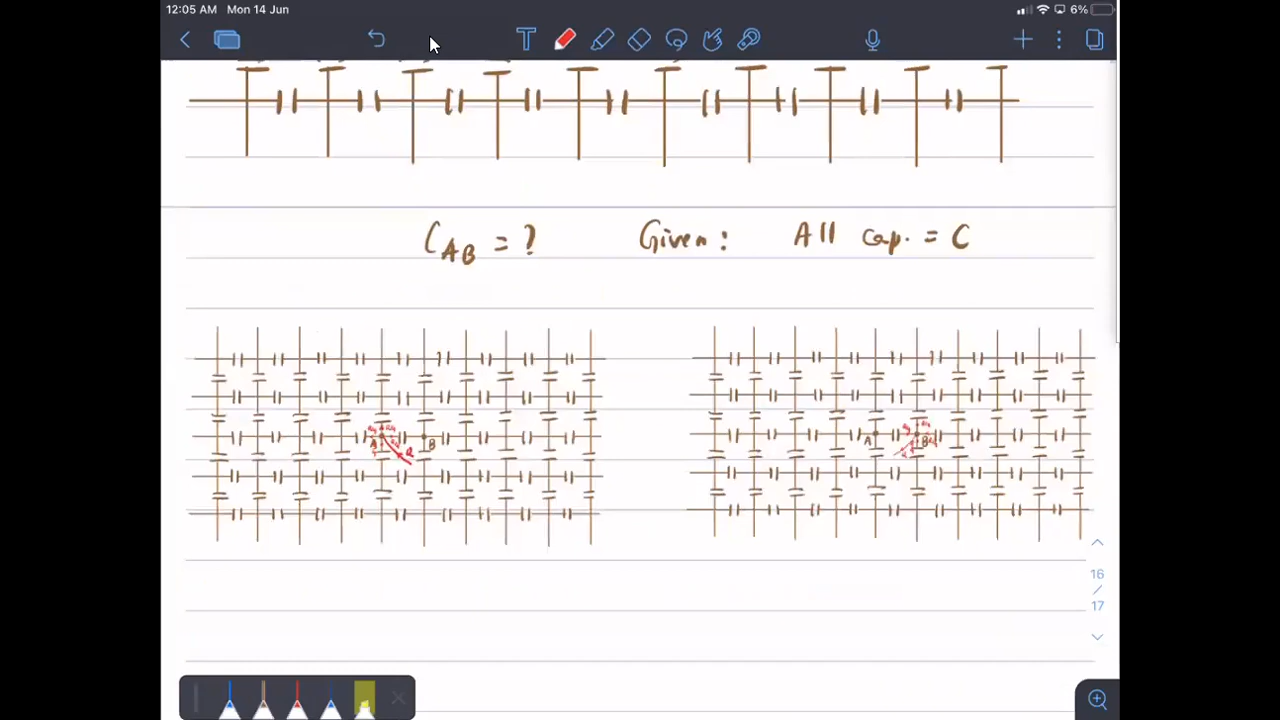 12:05 AM Mon 14 Jun
6%
T
C_AB = ? Given: All cap. = C
A B
A B
16
/
17